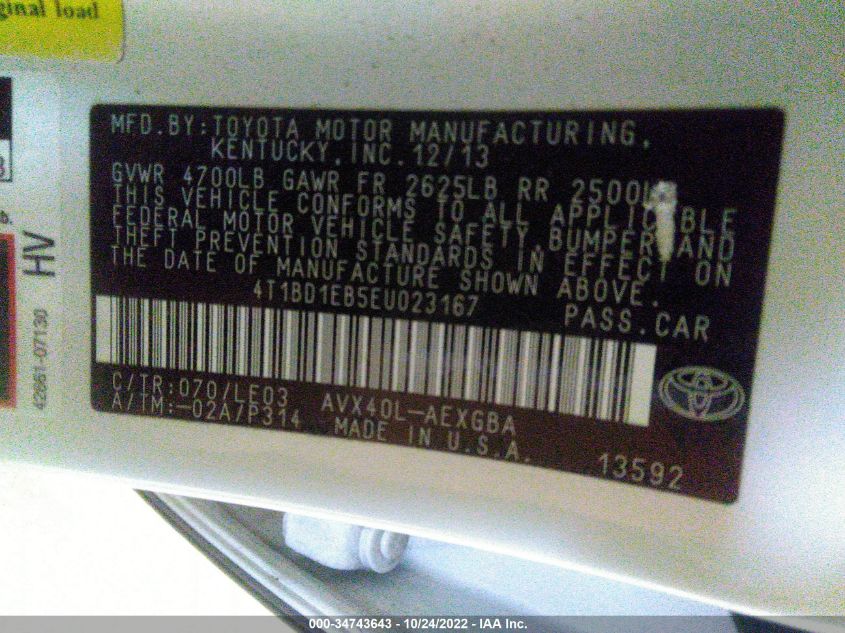 ginal load
MFD.BY:TOYOTA MOTOR MANUFACTURING,
KENTUCKY,INC.12/13
GVWR 4700LB GAWR FR 2625LB RR 2500
THIS VEHICLE CONFORMS TO ALL APPLICABLE
FEDERAL MOTOR VEHICLE SAFETY,BUMPER AND
THEFT PREVENTION STANDARDS IN EFFECT ON
THE DATE OF MANUFACTURE SHOWN ABOVE.
4T1BD1EB5EU023167
PASS.CAR
C/TR:070/LE03 AVX40L-AEXGBA
A/TM:-02A/P314 MADE IN U.S.A.
13592
HV
42661-07130
000-34743643 - 10/24/2022 - IAA Inc.